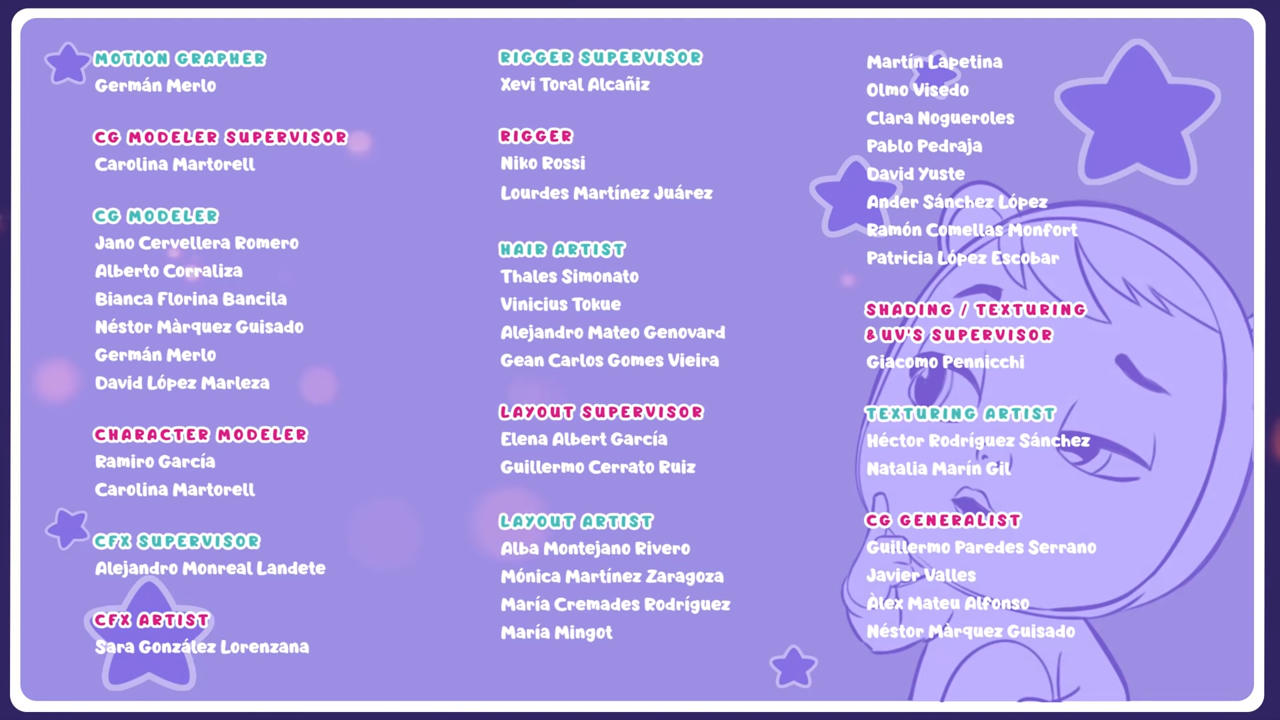 MOTION GRAPHER
Germán Merlo
CG MODELER SUPERVISOR
Carolina Martorell
CG MODELER
Jano Cervellera Romero
Alberto Corraliza
Bianca Florina Bancila
Néstor Màrquez Guisado
Germán Merlo
David López Marleza
CHARACTER MODELER
Ramiro García
Carolina Martorell
CFX SUPERVISOR
Alejandro Monreal Landete
CFX ARTIST
Sara González Lorenzana
RIGGER SUPERVISOR
Xevi Toral Alcañiz
RIGGER
Niko Rossi
Lourdes Martínez Juárez
HAIR ARTIST
Thales Simonato
Vinicius Tokue
Alejandro Mateo Genovard
Gean Carlos Gomes Vieira
LAYOUT SUPERVISOR
Elena Albert García
Guillermo Cerrato Ruiz
LAYOUT ARTIST
Alba Montejano Rivero
Mónica Martínez Zaragoza
María Cremades Rodríguez
María Mingot
Martín Lapetina
Olmo Visedo
Clara Nogueroles
Pablo Pedraja
David Yuste
Ander Sánchez López
Ramón Comellas Monfort
Patricia López Escobar
SHADING / TEXTURING
& UV'S SUPERVISOR
Giacomo Pennicchi
TEXTURING ARTIST
Héctor Rodríguez Sánchez
Natalia Marín Gil
CG GENERALIST
Guillermo Paredes Serrano
Javier Valles
Àlex Mateu Alfonso
Néstor Màrquez Guisado